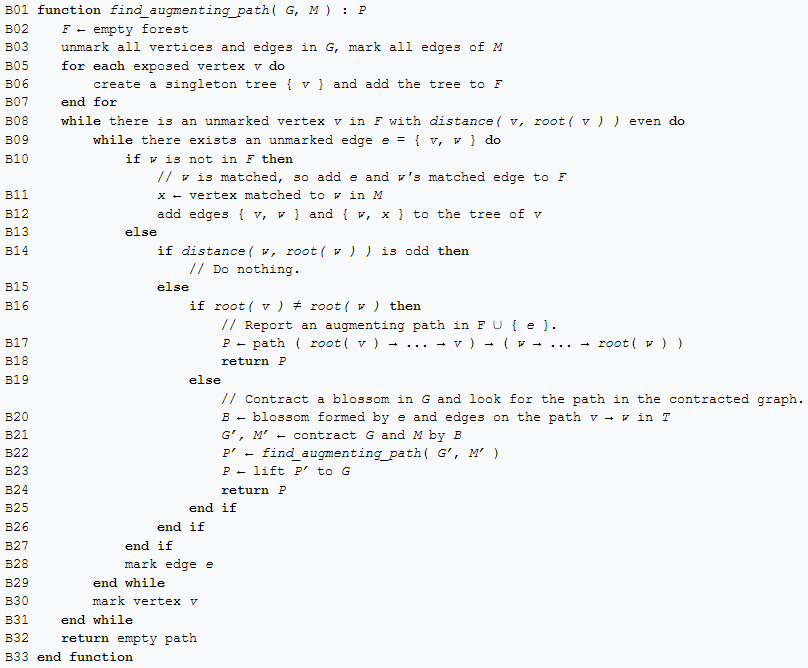 B01 function find_augmenting_path( G, M ) : P
B02 F ← empty forest
B03 unmark all vertices and edges in G, mark all edges of M
B05 for each exposed vertex v do
B06 create a singleton tree { v } and add the tree to F
B07 end for
B08 while there is an unmarked vertex v in F with distance( v, root( v ) ) even do
B09 while there exists an unmarked edge e = { v, w } do
B10 if w is not in F then
// w is matched, so add e and w's matched edge to F
B11 x ← vertex matched to w in M
B12 add edges { v, w } and { w, x } to the tree of v
B13 else
B14 if distance( w, root( w ) ) is odd then
// Do nothing.
B15 else
B16 if root( v ) ≠ root( w ) then
// Report an augmenting path in F ∪ { e }.
B17 P ← path ( root( v ) → ... → v ) → ( w → ... → root( w ) )
B18 return P
B19 else
// Contract a blossom in G and look for the path in the contracted graph.
B20 B ← blossom formed by e and edges on the path v → w in T
B21 G′, M′ ← contract G and M by B
B22 P′ ← find_augmenting_path( G′, M′ )
B23 P ← lift P′ to G
B24 return P
B25 end if
B26 end if
B27 end if
B28 mark edge e
B29 end while
B30 mark vertex v
B31 end while
B32 return empty path
B33 end function